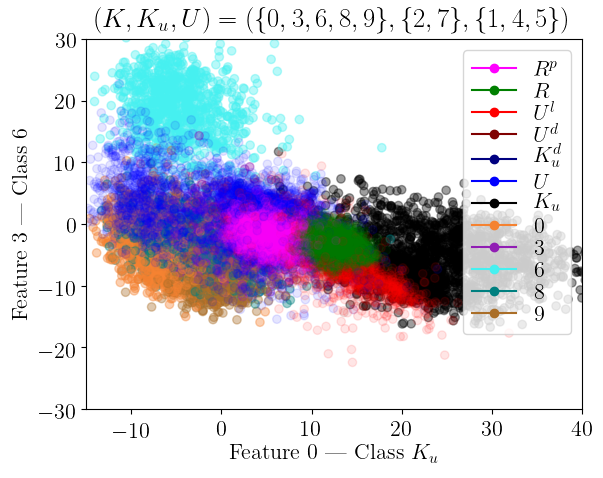 (K, K_u, U) = ({0, 3, 6, 8, 9}, {2, 7}, {1, 4, 5})
30
20
10
0
−10
−20
−30
Feature 3 — Class 6
R^p
R
U^l
U^d
K_u^d
U
K_u
0
3
6
8
9
−10
0
10
20
30
40
Feature 0 — Class K_u